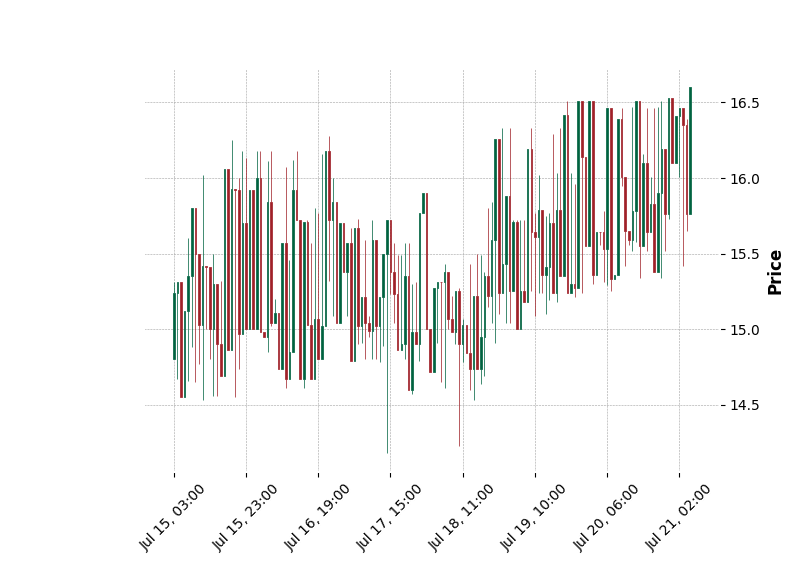 16.5
16.0
15.5
15.0
14.5
Price
Jul 15, 03:00
Jul 15, 23:00
Jul 16, 19:00
Jul 17, 15:00
Jul 18, 11:00
Jul 19, 10:00
Jul 20, 06:00
Jul 21, 02:00